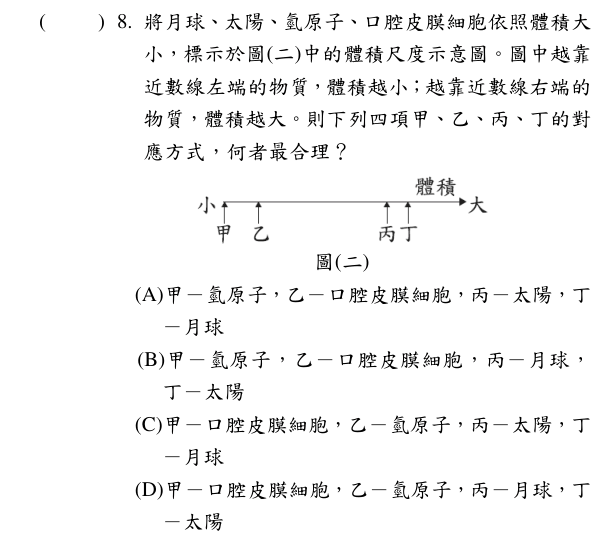 (　　) 8. 將月球、太陽、氫原子、口腔皮膜細胞依照體積大
小，標示於圖(二)中的體積尺度示意圖。圖中越靠
近數線左端的物質，體積越小；越靠近數線右端的
物質，體積越大。則下列四項甲、乙、丙、丁的對
應方式，何者最合理？
體積
小 大
甲 乙 丙 丁
圖(二)
(A)甲－氫原子，乙－口腔皮膜細胞，丙－太陽，丁
－月球
(B)甲－氫原子，乙－口腔皮膜細胞，丙－月球，
丁－太陽
(C)甲－口腔皮膜細胞，乙－氫原子，丙－太陽，丁
－月球
(D)甲－口腔皮膜細胞，乙－氫原子，丙－月球，丁
－太陽